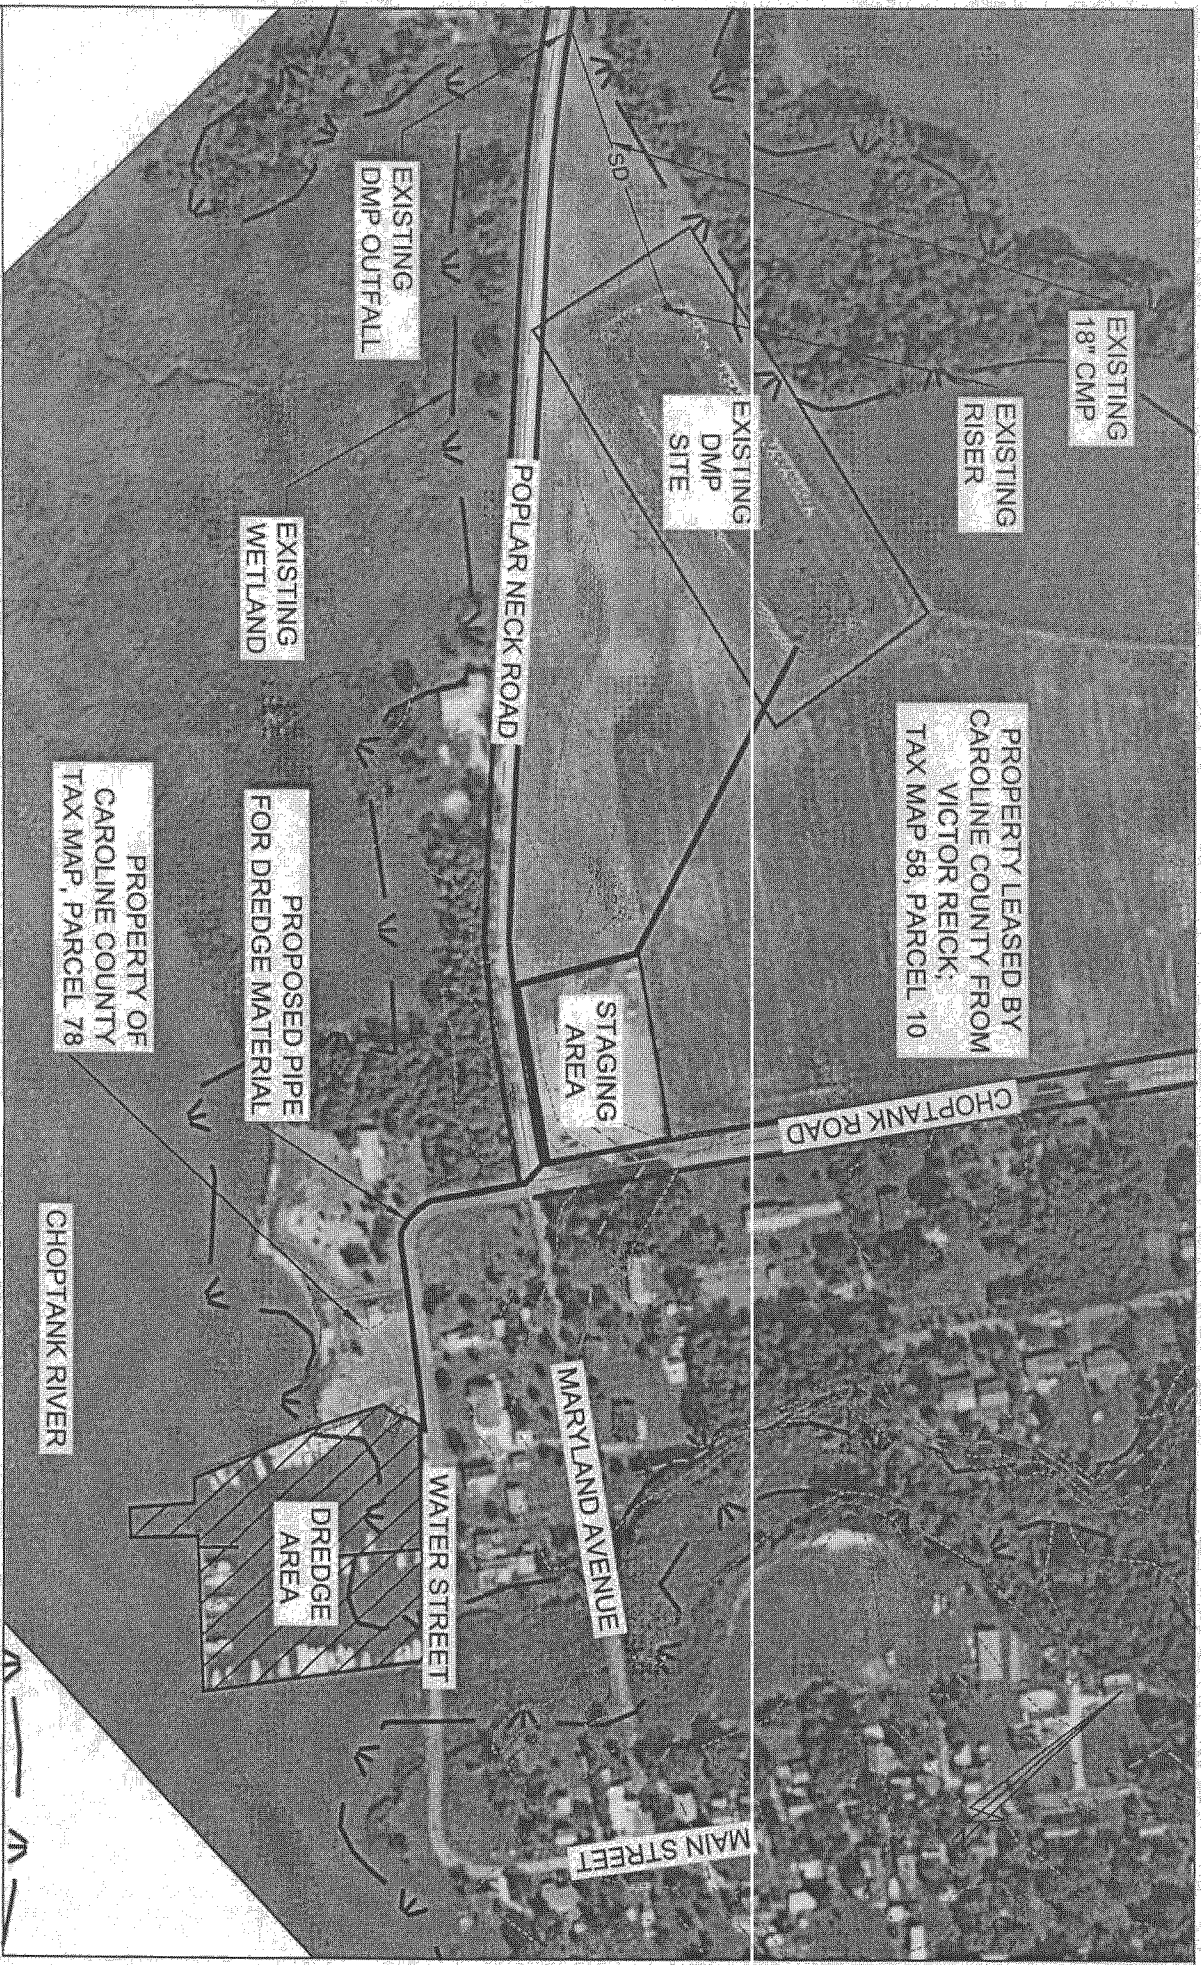 EXISTING
18" CMP
EXISTING
RISER
PROPERTY LEASED BY
CAROLINE COUNTY FROM
VICTOR REICK;
TAX MAP 58, PARCEL 10
CHOPTANK ROAD
SD
EXISTING
DMP
SITE
STAGING
AREA
MARYLAND AVENUE
MAIN STREET
POPLAR NECK ROAD
WATER STREET
EXISTING
DMP OUTFALL
EXISTING
WETLAND
PROPOSED PIPE
FOR DREDGE MATERIAL
DREDGE
AREA
PROPERTY OF
CAROLINE COUNTY
TAX MAP, PARCEL 78
CHOPTANK RIVER